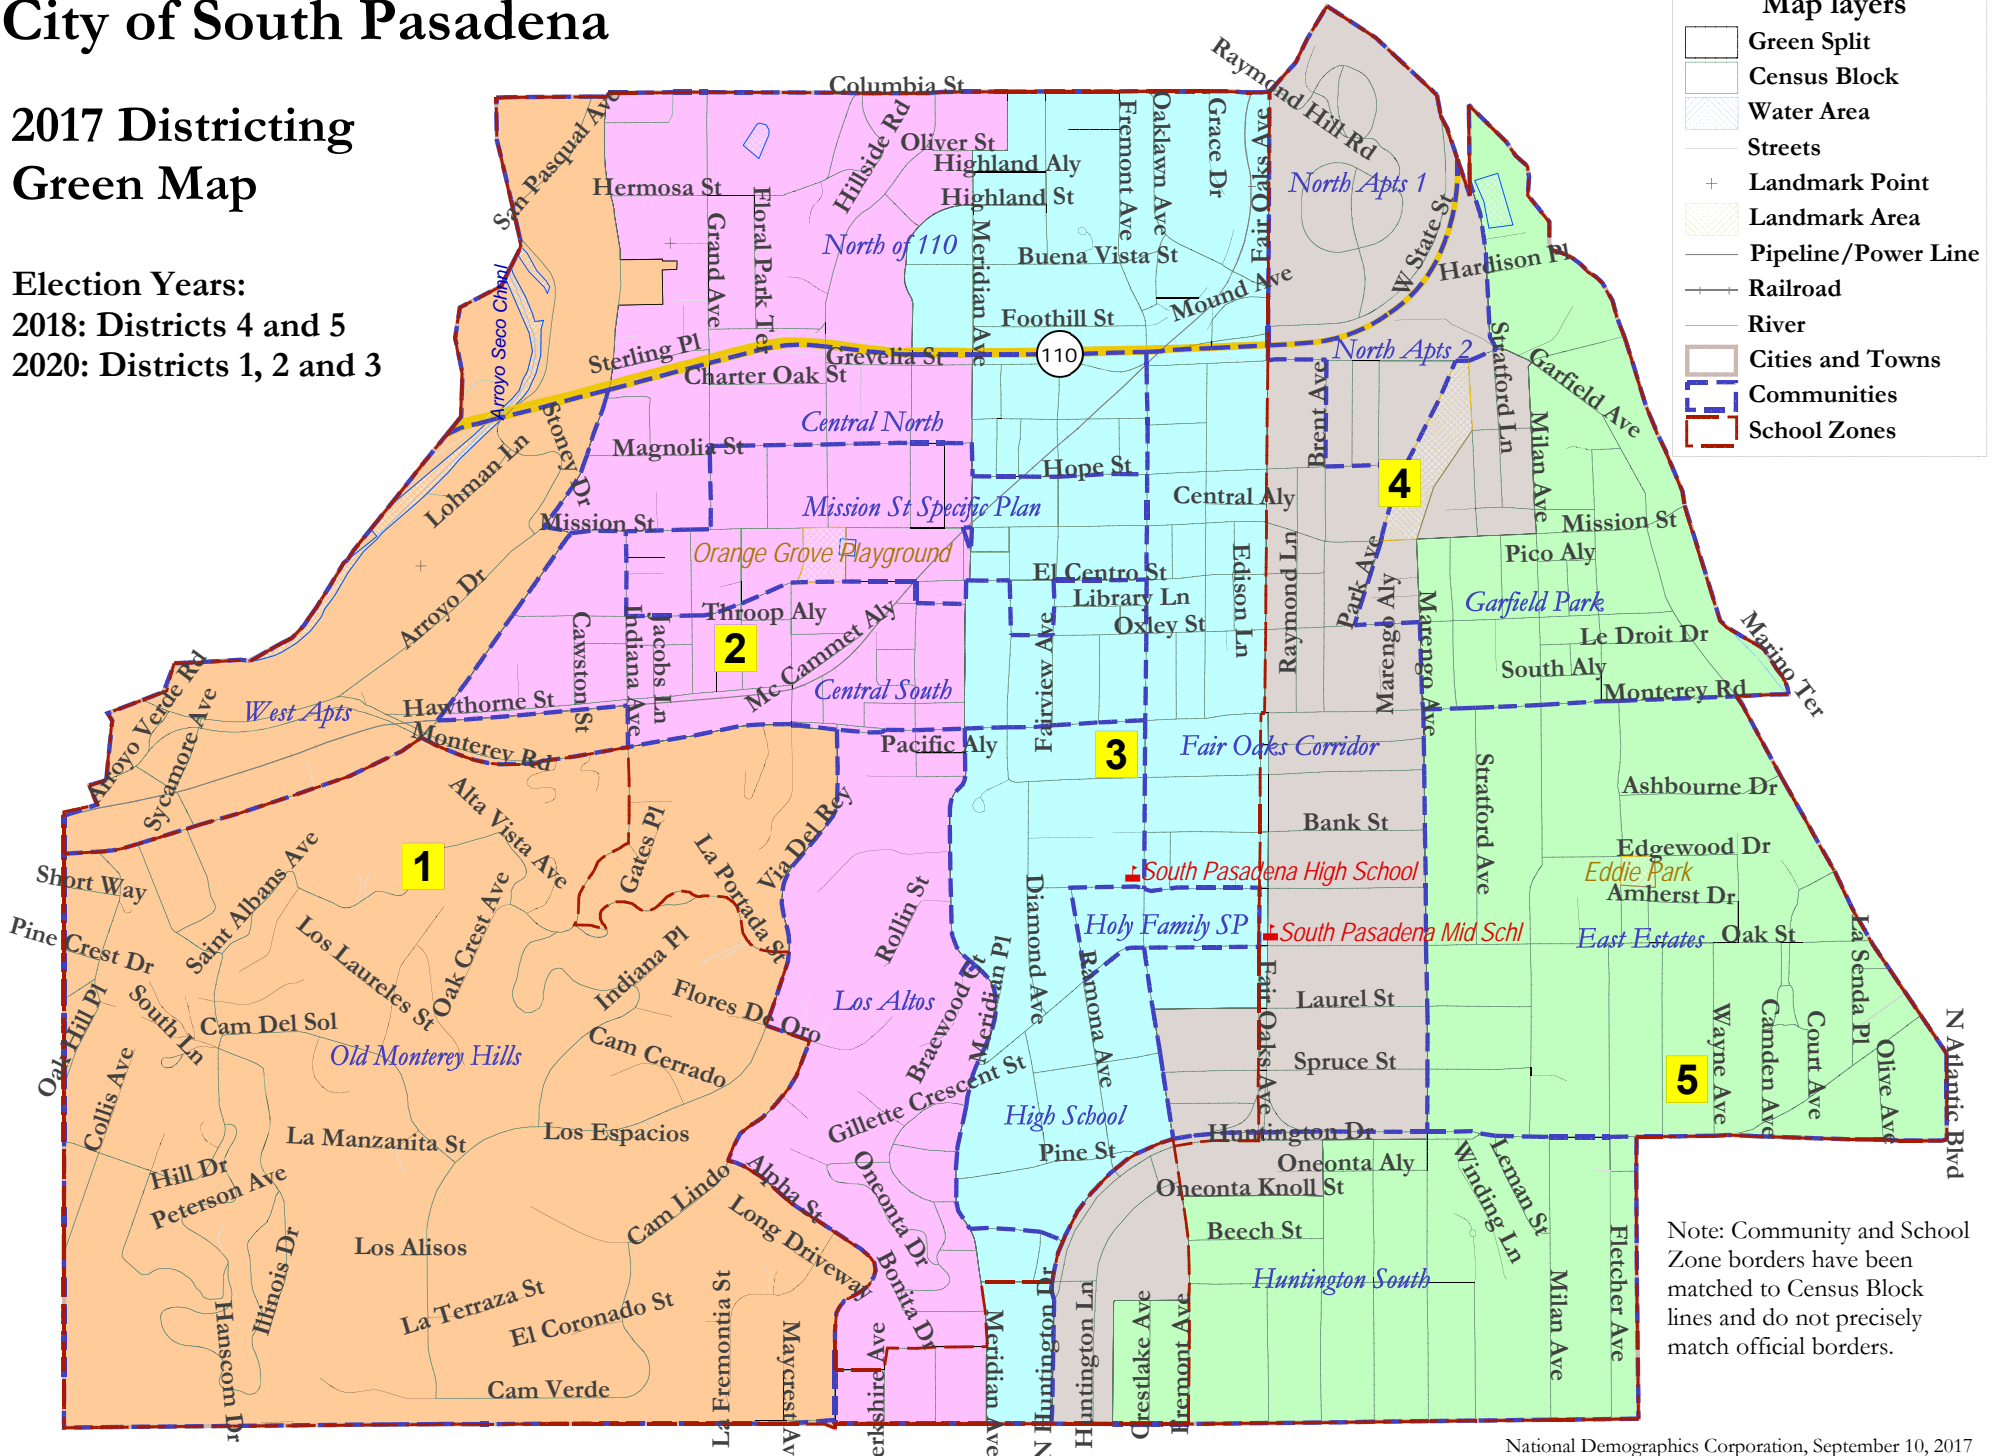 City of South Pasadena
2017 Districting
Green Map
Election Years:
2018: Districts 4 and 5
2020: Districts 1, 2 and 3
Map layers
Green Split
Census Block
Water Area
Streets
Landmark Point
Landmark Area
Pipeline/Power Line
Railroad
River
Cities and Towns
Communities
School Zones
Columbia St
Raymond Hill Rd
San Pasqual Ave
Hillside Rd
Oliver St
Highland Aly
Highland St
Hermosa St
Floral Park Ter
Grand Ave
Fremont Ave
Oaklawn Ave
Grace Dr
Fair Oaks Ave
North Apts 1
W State St
North of 110
Meridian Ave
Buena Vista St
Mound Ave
Hardison Pl
Arroyo Seco Chnnl
Foothill St
110
Sterling Pl
Grevelia St
Charter Oak St
North Apts 2
Stratford Ln
Garfield Ave
Brent Ave
Milan Ave
Stoney Dr
Lohman Ln
Central North
Magnolia St
Hope St
4
Central Aly
Mission St Specific Plan
Mission St
Mission St
Orange Grove Playground
Pico Aly
El Centro St
Edison Ln
Raymond Ln
Park Ave
Marengo Aly
Marengo Ave
Library Ln
Oxley St
Garfield Park
Arroyo Dr
Cawston St
Indiana Ave
Jacobs Ln
Throop Aly
2
Mc Cammet Aly
Fairview Ave
Le Droit Dr
South Aly
Monterey Rd
Marino Ter
Central South
Arroyo Verde Rd
Sycamore Ave
West Apts
Hawthorne St
Monterey Rd
Pacific Aly
3
Fair Oaks Corridor
Alta Vista Ave
Gates Pl
La Portada St
Via Del Rey
Stratford Ave
Ashbourne Dr
Bank St
Edgewood Dr
1
Short Way
Saint Albans Ave
South Pasadena High School
Eddie Park
Amherst Dr
Pine Crest Dr
Los Laureles St
Oak Crest Ave
Rollin St
Diamond Ave
Holy Family SP
South Pasadena Mid Schl
East Estates
Oak St
La Senda Pl
Indiana Pl
Flores De Oro
Los Altos
Braewood Ct
Meridian Pl
Ramona Ave
Fair Oaks Ave
Laurel St
Oak Hill Pl
South Ln
Cam Del Sol
Old Monterey Hills
Cam Cerrado
Collis Ave
Spruce St
5
Wayne Ave
Camden Ave
Court Ave
Olive Ave
N Atlantic Blvd
Gillette Crescent St
High School
La Manzanita St
Los Espacios
Pine St
Huntington Dr
Oneonta Aly
Oneonta Knoll St
Winding Ln
Leman St
Hill Dr
Peterson Ave
Cam Lindo
Alpha St
Long Driveway
Oneonta Dr
Bonita Dr
Beech St
Illinois Dr
Los Alisos
Huntington South
Hanscom Dr
La Terraza St
El Coronado St
La Fremontia St
Maycrest Av
erkshire Ave
Meridian Ave
N Huntington Dr
Huntington Ln
Crestlake Ave
Fremont Ave
Milan Ave
Fletcher Ave
Cam Verde
Note: Community and School
Zone borders have been
matched to Census Block
lines and do not precisely
match official borders.
National Demographics Corporation, September 10, 2017